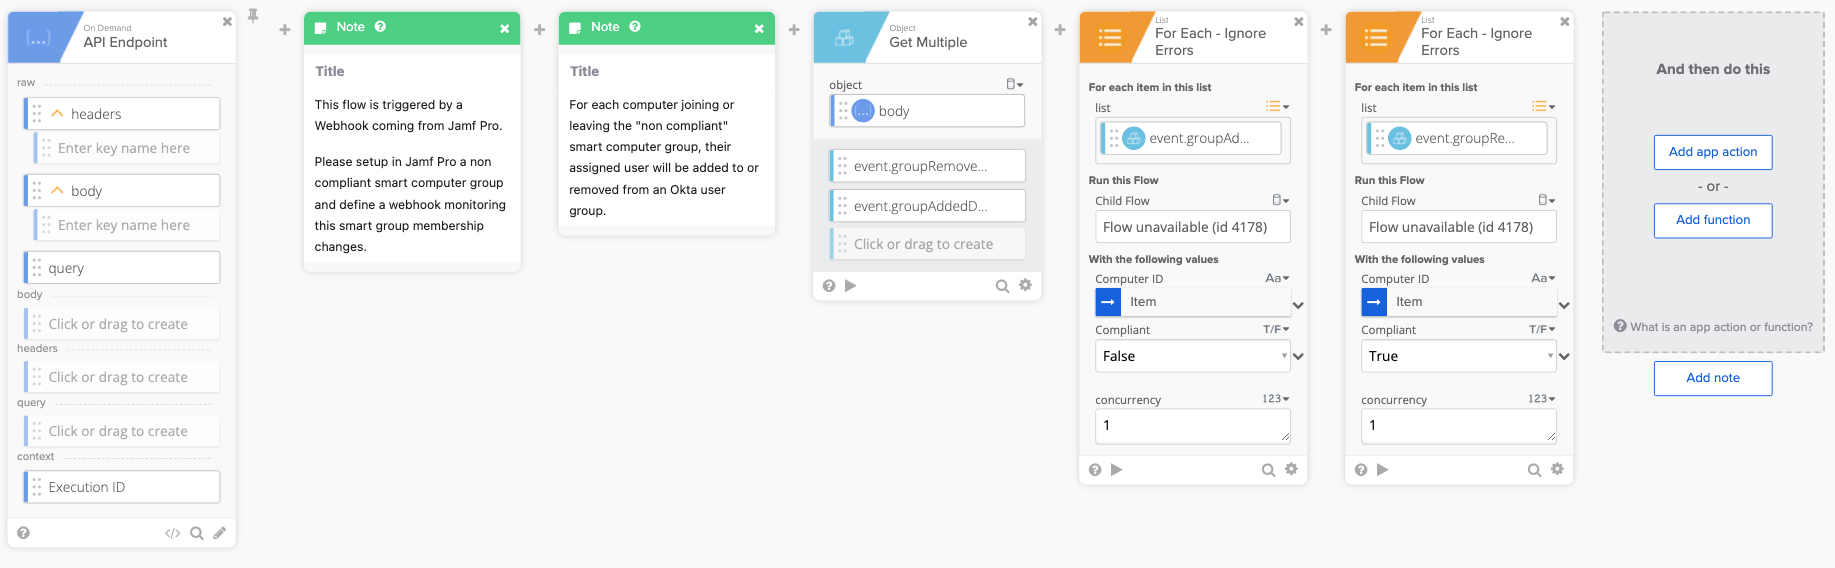 On Demand
API Endpoint
raw
headers
Enter key name here
body
Enter key name here
query
body
Click or drag to create
headers
Click or drag to create
query
Click or drag to create
context
Execution ID
Note
Title
This flow is triggered by a
Webhook coming from Jamf Pro.
Please setup in Jamf Pro a non
compliant smart computer group
and define a webhook monitoring
this smart group membership
changes.
Note
Title
For each computer joining or
leaving the "non compliant"
smart computer group, their
assigned user will be added to or
removed from an Okta user
group.
Object
Get Multiple
object
body
event.groupRemove...
event.groupAddedD...
Click or drag to create
List
For Each - Ignore
Errors
For each item in this list
list
event.groupAd...
Run this Flow
Child Flow
Flow unavailable (id 4178)
With the following values
Computer ID Aa
Item
Compliant T/F
False
concurrency 123
1
List
For Each - Ignore
Errors
For each item in this list
list
event.groupRe...
Run this Flow
Child Flow
Flow unavailable (id 4178)
With the following values
Computer ID Aa
Item
Compliant T/F
True
concurrency 123
1
And then do this
Add app action
- or -
Add function
What is an app action or function?
Add note